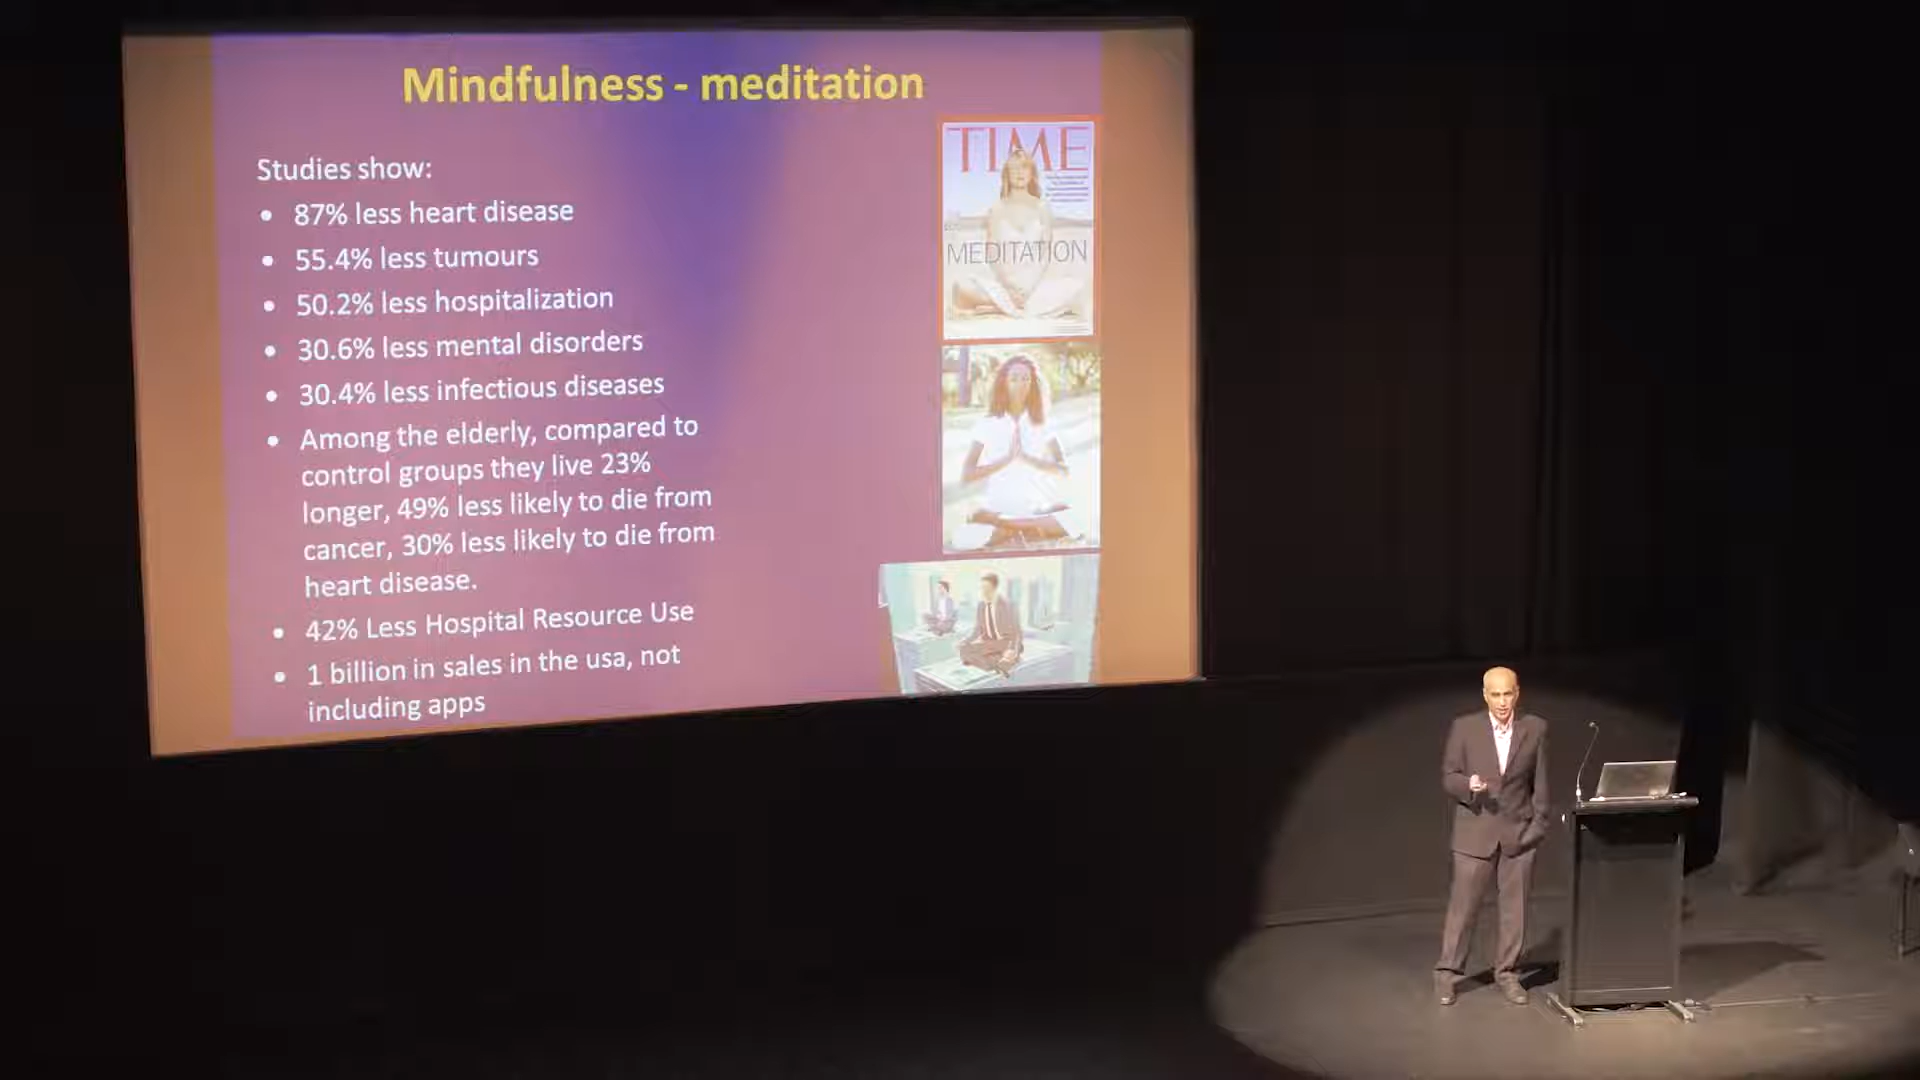 Mindfulness - meditation
Studies show:
• 87% less heart disease
• 55.4% less tumours
• 50.2% less hospitalization
• 30.6% less mental disorders
• 30.4% less infectious diseases
• Among the elderly, compared to
control groups they live 23%
longer, 49% less likely to die from
cancer, 30% less likely to die from
heart disease.
• 42% Less Hospital Resource Use
• 1 billion in sales in the usa, not
including apps
TIME
MEDITATION